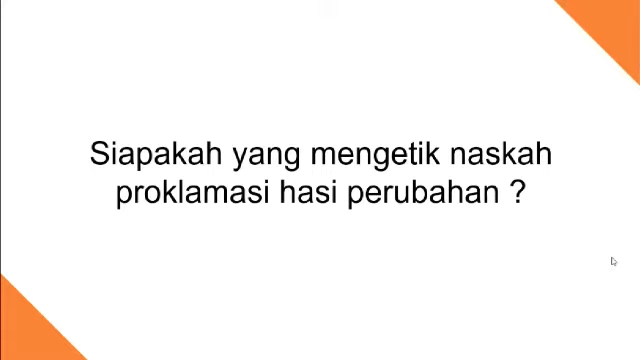 Siapakah yang mengetik naskah
proklamasi hasi perubahan ?